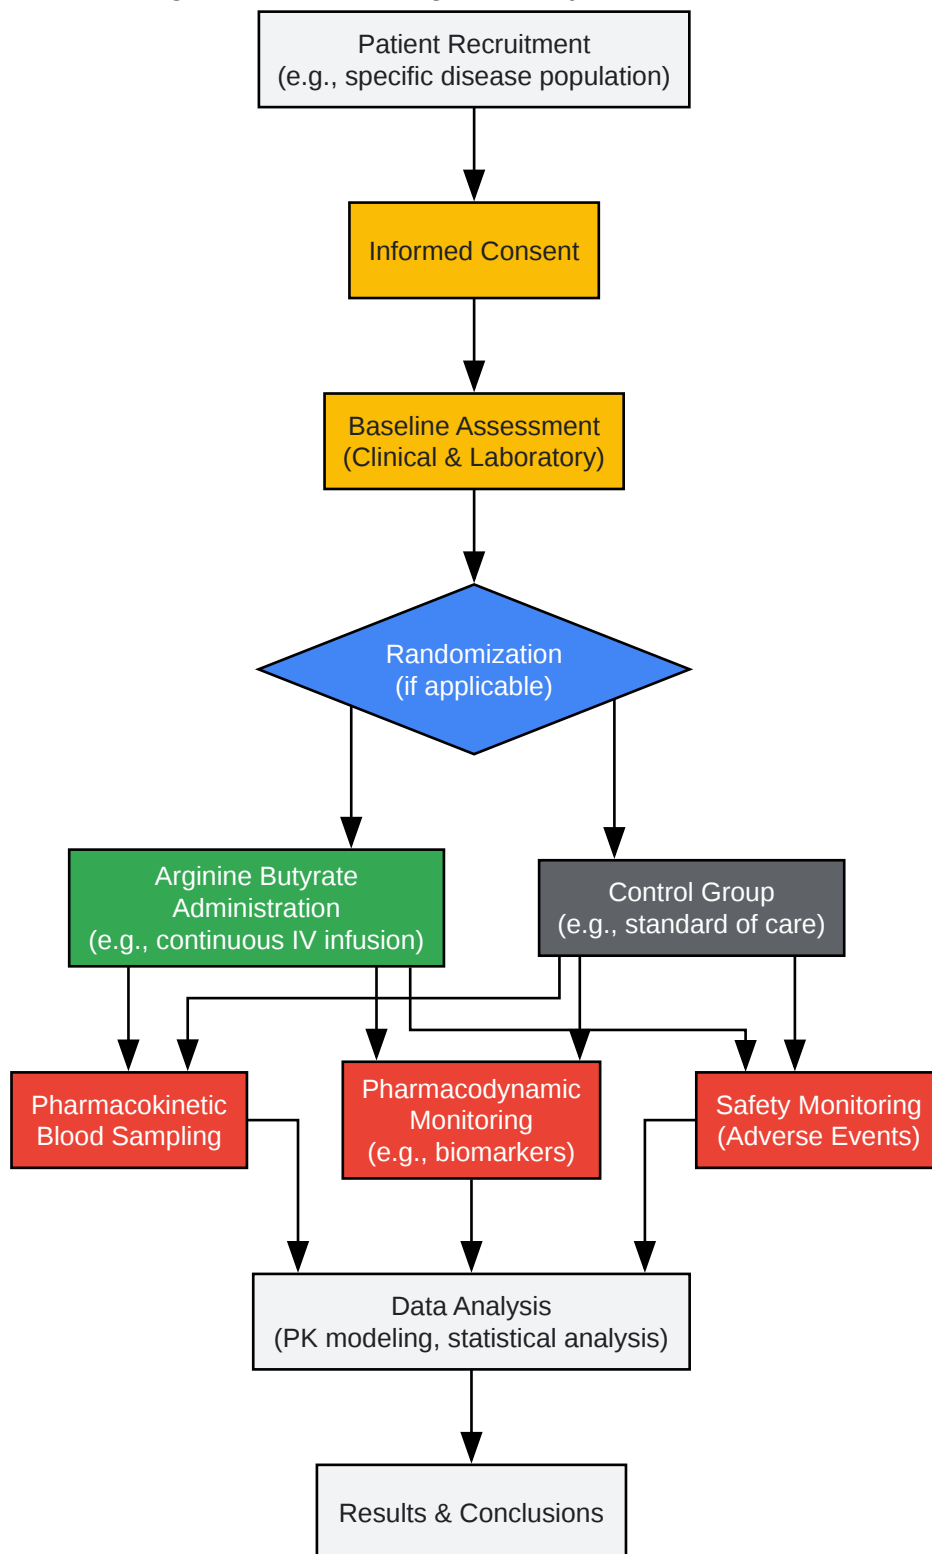 Patient Recruitment
(e.g., specific disease population)
Informed Consent
Baseline Assessment
(Clinical & Laboratory)
Randomization
(if applicable)
Arginine Butyrate
Administration
(e.g., continuous IV infusion)
Control Group
(e.g., standard of care)
Pharmacokinetic
Blood Sampling
Pharmacodynamic
Monitoring
(e.g., biomarkers)
Safety Monitoring
(Adverse Events)
Data Analysis
(PK modeling, statistical analysis)
Results & Conclusions